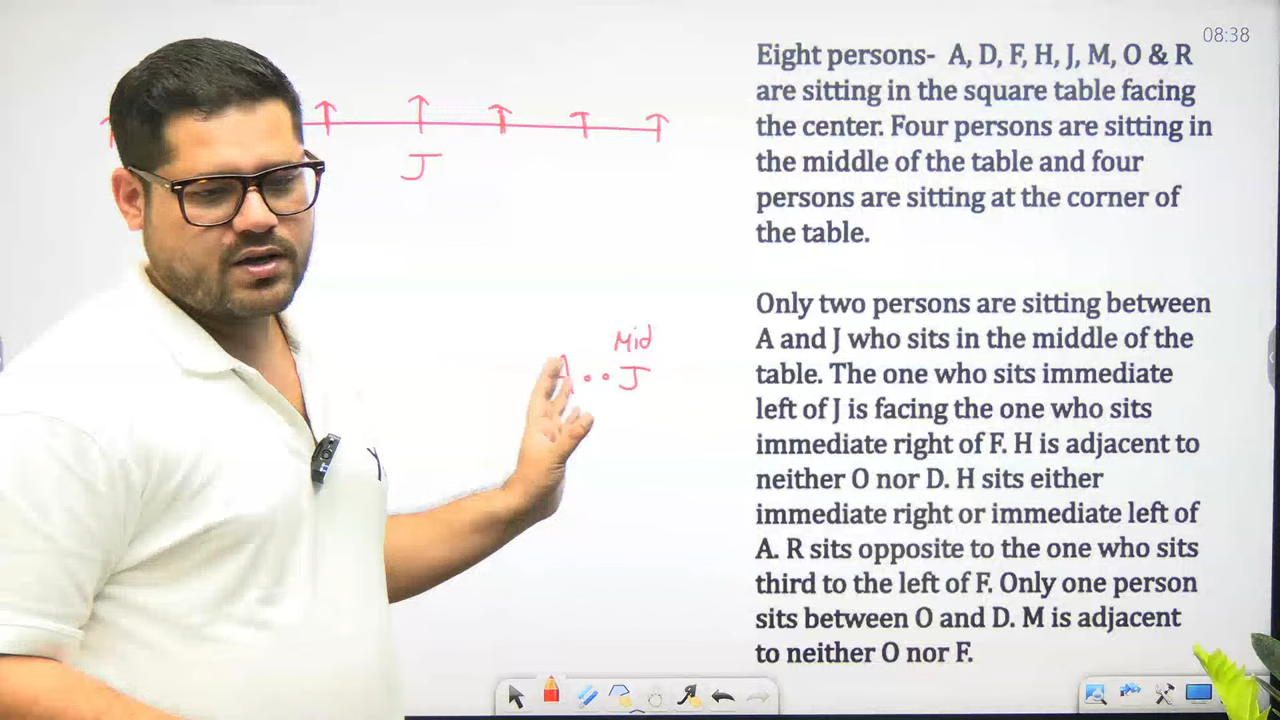 08:38
Eight persons- A, D, F, H, J, M, O & R
are sitting in the square table facing
the center. Four persons are sitting in
the middle of the table and four
persons are sitting at the corner of
the table.
J
Only two persons are sitting between
A and J who sits in the middle of the
table. The one who sits immediate
left of J is facing the one who sits
immediate right of F. H is adjacent to
neither O nor D. H sits either
immediate right or immediate left of
A. R sits opposite to the one who sits
third to the left of F. Only one person
sits between O and D. M is adjacent
to neither O nor F.
Mid
A . . J